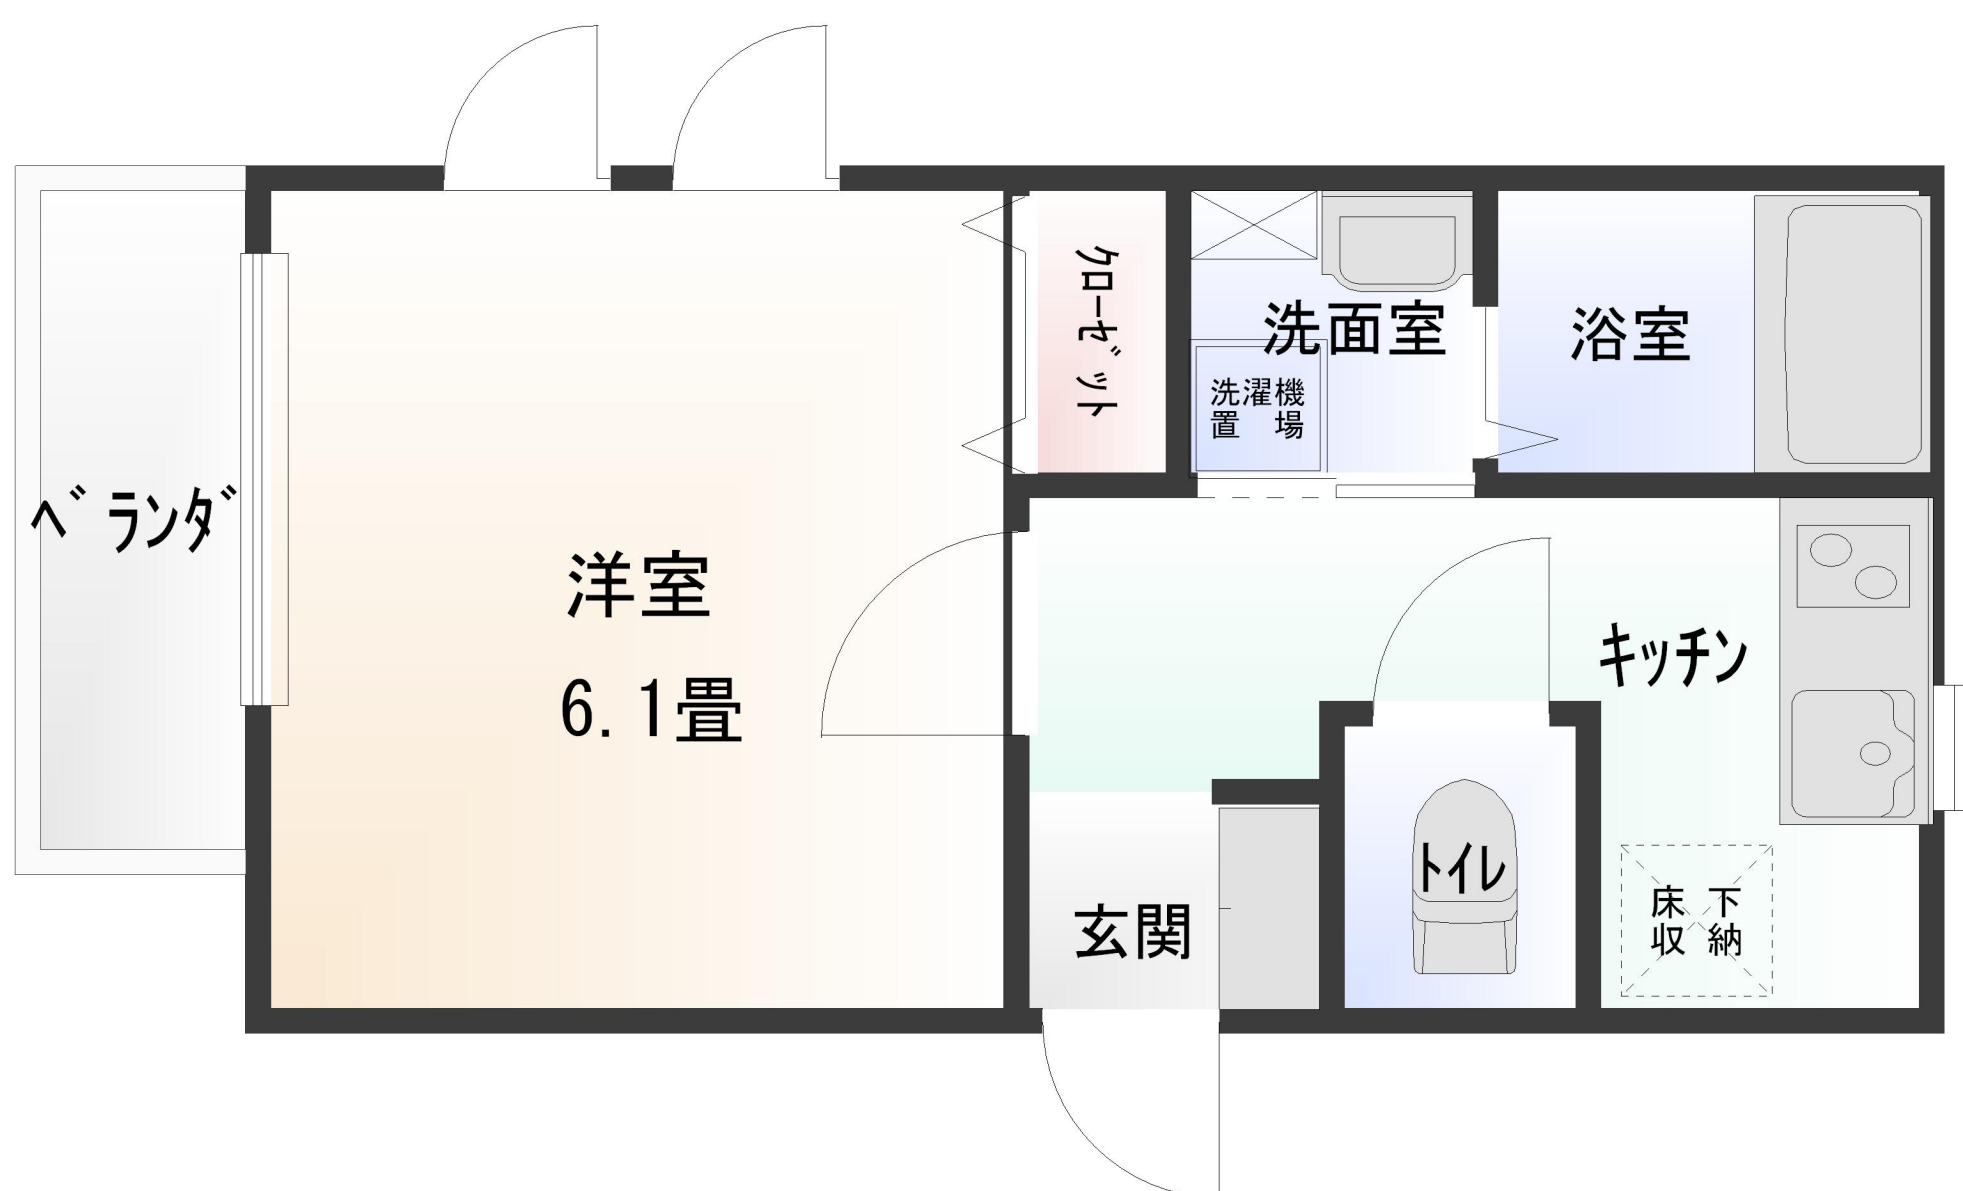 ベランダ
洋室
6.1畳
クローゼット
洗面室
洗濯機
置　場
浴室
キッチン
床　下
収　納
トイレ
玄関